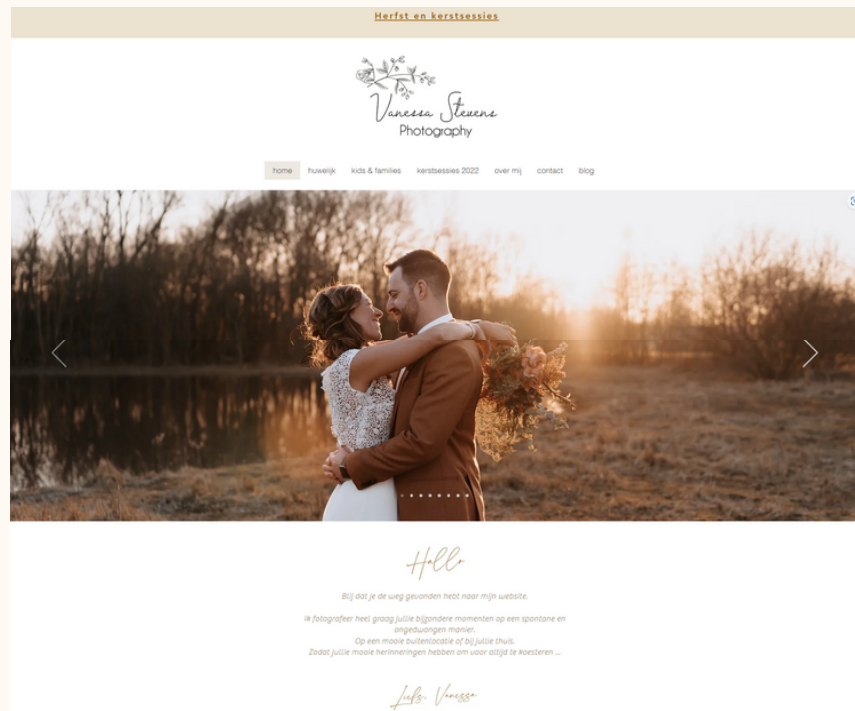 Herfst en kerstsessies
Vanessa Stevens
Photography
home huwelijk kids & families kerstsessies 2022 over mij contact blog
Hallo
Blij dat je de weg gevonden hebt naar mijn website.
Ik fotografeer heel graag jullie bijzondere momenten op een spontane en
ongedwongen manier.
Op een mooie buitenlocatie of bij jullie thuis.
Zodat jullie mooie herinneringen hebben om voor altijd te koesteren ...
Liefs, Vanessa